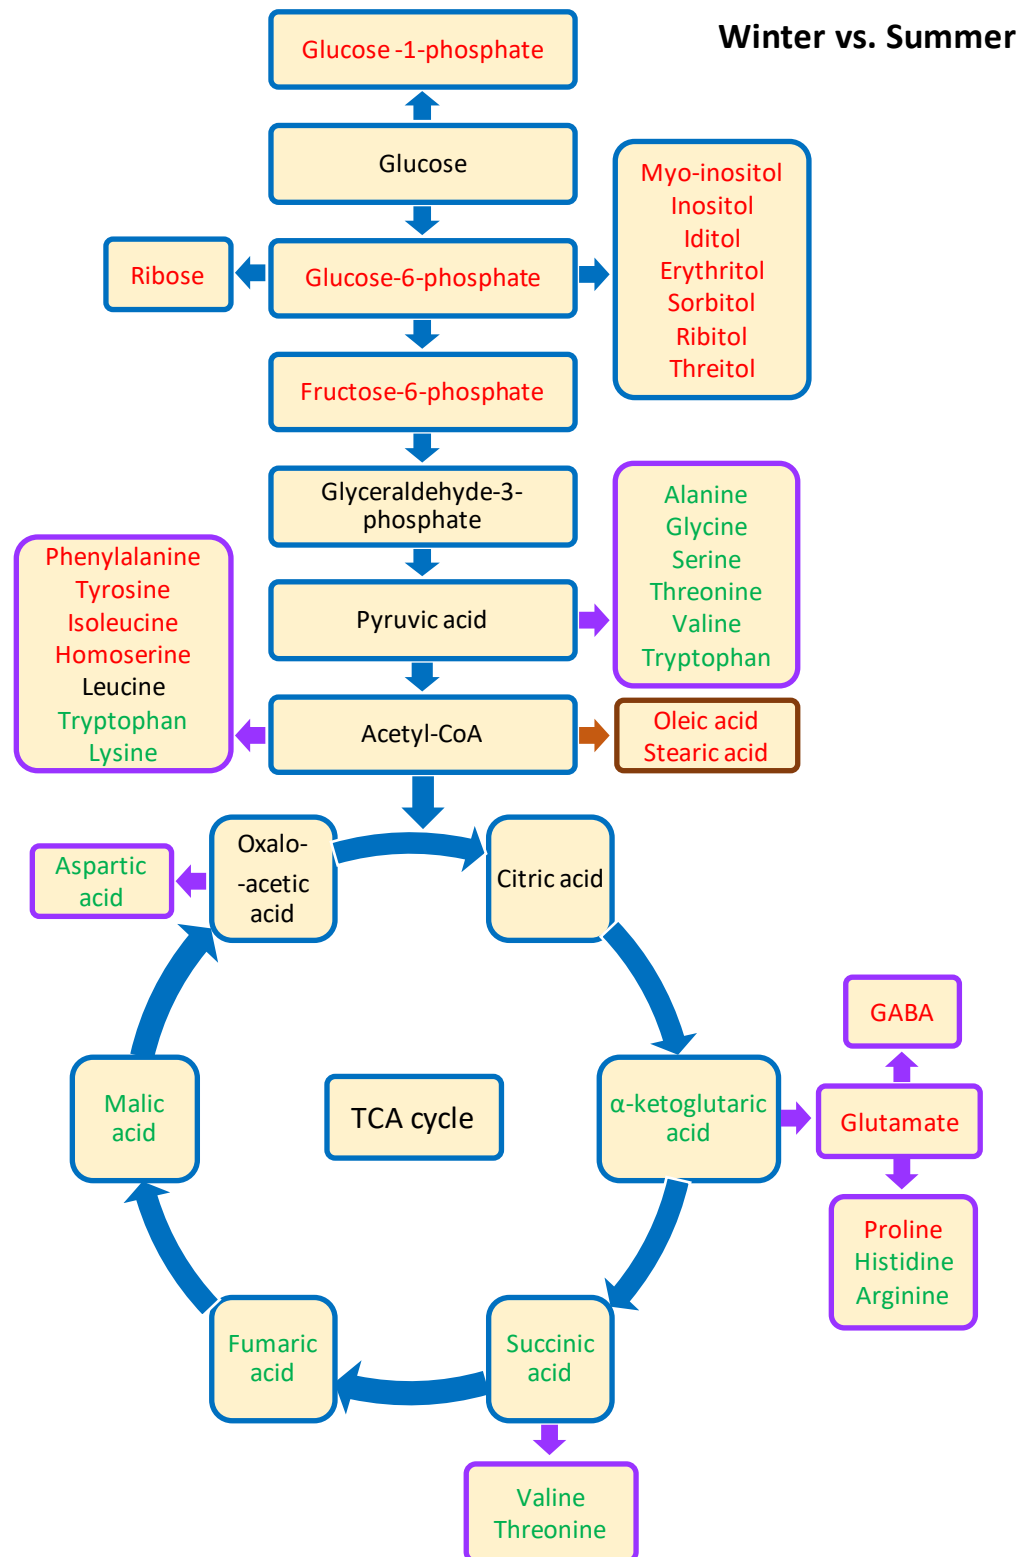 Winter vs. Summer
Glucose -1-phosphate
Glucose
Myo-inositol
Inositol
Iditol
Erythritol
Sorbitol
Ribitol
Threitol
Ribose
Glucose-6-phosphate
Fructose-6-phosphate
Glyceraldehyde-3-
phosphate
Alanine
Glycine
Serine
Threonine
Valine
Tryptophan
Phenylalanine
Tyrosine
Isoleucine
Homoserine
Leucine
Tryptophan
Lysine
Pyruvic acid
Acetyl-CoA
Oleic acid
Stearic acid
Aspartic
acid
Oxalo-
-acetic
acid
Citric acid
GABA
Malic
acid
TCA cycle
α-ketoglutaric
acid
Glutamate
Proline
Histidine
Arginine
Fumaric
acid
Succinic
acid
Valine
Threonine